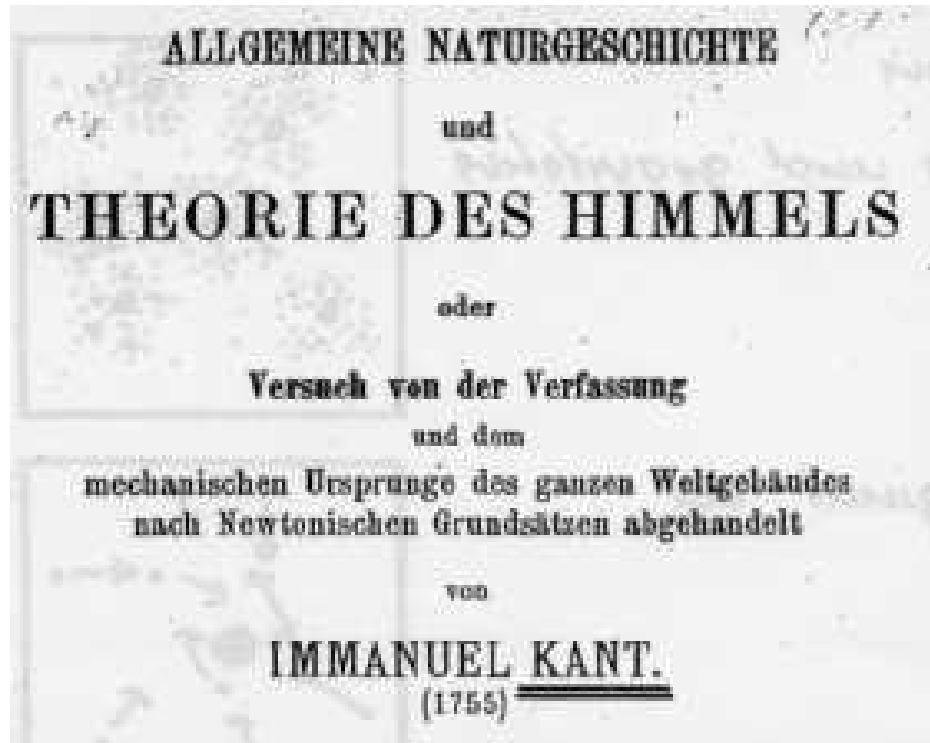 ALLGEMEINE NATURGESCHICHTE
und
THEORIE DES HIMMELS
oder
Versuch von der Verfassung
und dem
mechanischen Ursprunge des ganzen Weltgebäudes
nach Newtonischen Grundsätzen abgehandelt
von
IMMANUEL KANT.
(1755)